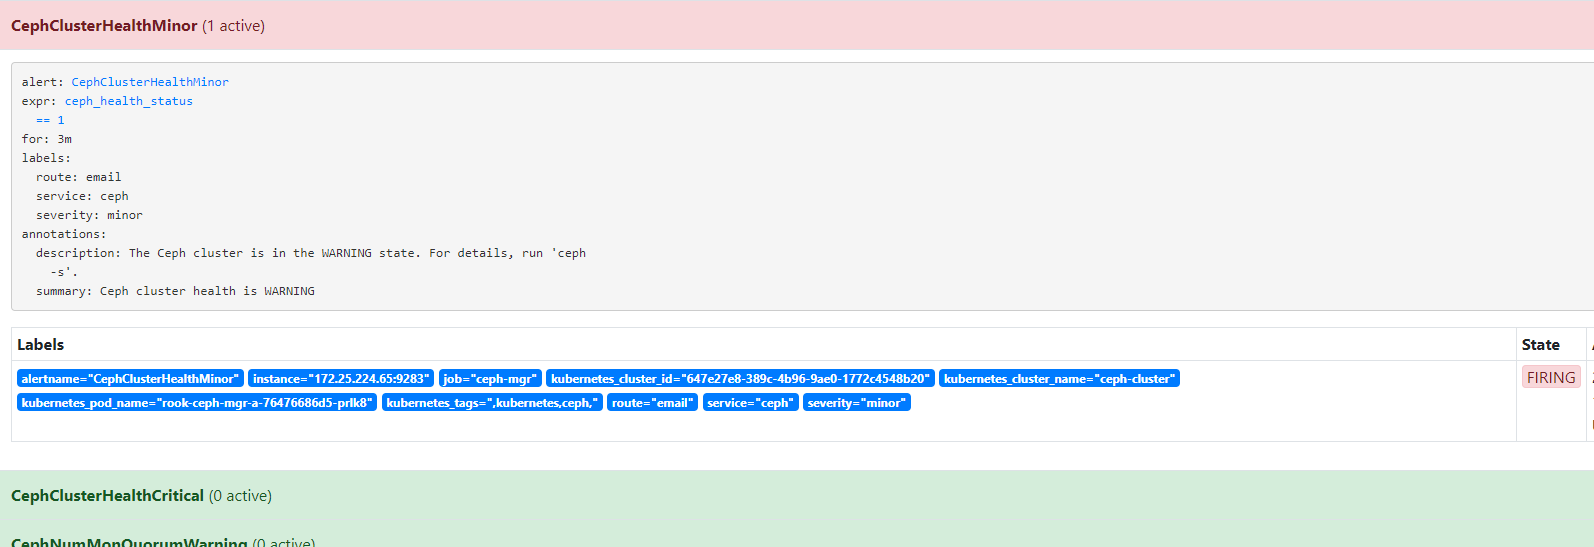 CephClusterHealthMinor (1 active)
alert: CephClusterHealthMinor
expr: ceph_health_status
== 1
for: 3m
labels:
route: email
service: ceph
severity: minor
annotations:
description: The Ceph cluster is in the WARNING state. For details, run 'ceph
-s'.
summary: Ceph cluster health is WARNING
Labels State
alertname="CephClusterHealthMinor" instance="172.25.224.65:9283" job="ceph-mgr" kubernetes_cluster_id="647e27e8-389c-4b96-9ae0-1772c4548b20" kubernetes_cluster_name="ceph-cluster" FIRING
kubernetes_pod_name="rook-ceph-mgr-a-76476686d5-prlk8" kubernetes_tags=",kubernetes,ceph," route="email" service="ceph" severity="minor"
CephClusterHealthCritical (0 active)
CephNumMonQuorumWarning (0 active)